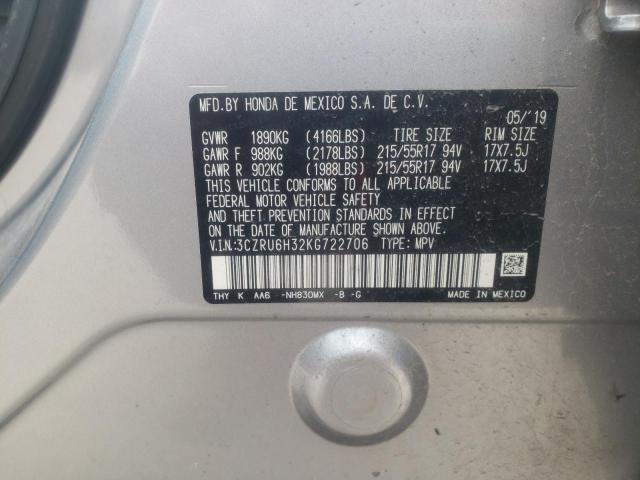 MFD.BY HONDA DE MEXICO S.A. DE C.V. 05/'19
GVWR 1890KG (4166LBS) TIRE SIZE RIM SIZE
GAWR F 988KG (2178LBS) 215/55R17 94V 17X7.5J
GAWR R 902KG (1988LBS) 215/55R17 94V 17X7.5J
THIS VEHICLE CONFORMS TO ALL APPLICABLE
FEDERAL MOTOR VEHICLE SAFETY
AND THEFT PREVENTION STANDARDS IN EFFECT ON THE
DATE OF MANUFACTURE SHOWN ABOVE.
V.I.N.:3CZRU6H32KG722706 TYPE: MPV
THY K AA6 -NH830MX -B -G MADE IN MEXICO